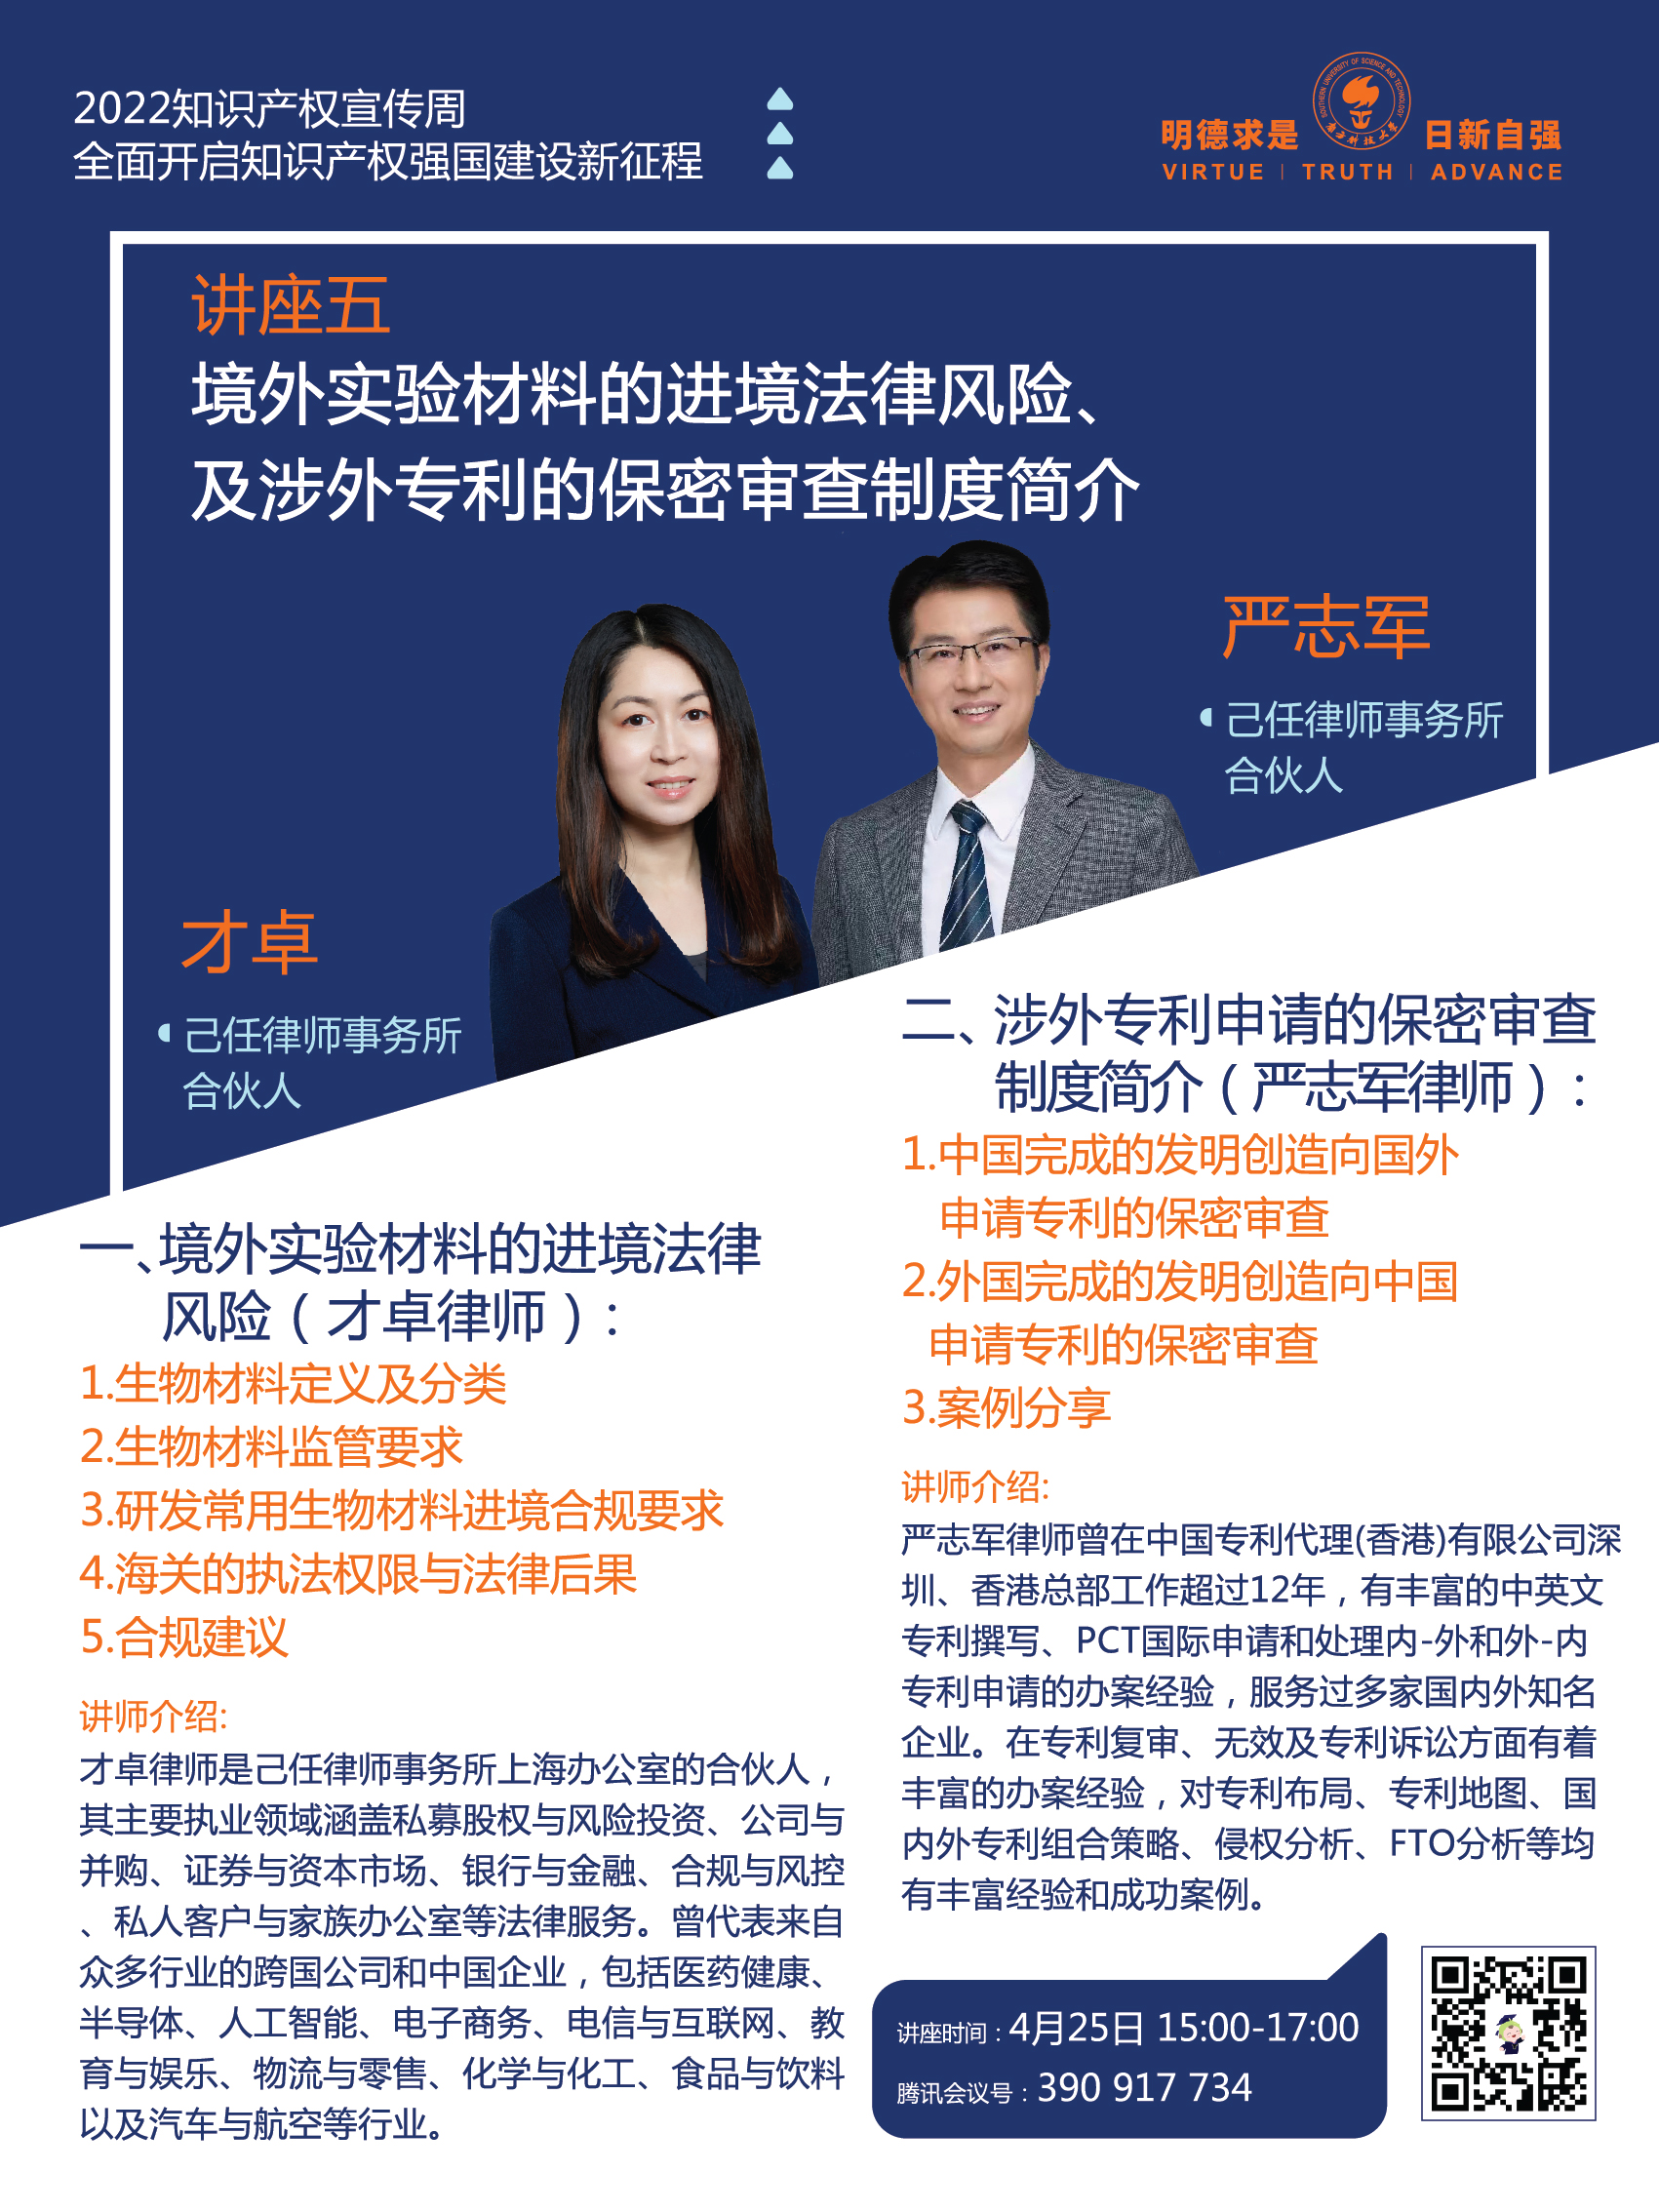 2022知识产权宣传周
全面开启知识产权强国建设新征程
SOUTHERN UNIVERSITY OF SCIENCE AND TECHNOLOGY
南方科技大学
明德求是 日新自强
VIRTUE | TRUTH | ADVANCE
讲座五
境外实验材料的进境法律风险、
及涉外专利的保密审查制度简介
严志军
己任律师事务所
合伙人
才卓
己任律师事务所
合伙人
一、境外实验材料的进境法律
风险（才卓律师）：
1.生物材料定义及分类
2.生物材料监管要求
3.研发常用生物材料进境合规要求
4.海关的执法权限与法律后果
5.合规建议
讲师介绍:
才卓律师是己任律师事务所上海办公室的合伙人，
其主要执业领域涵盖私募股权与风险投资、公司与
并购、证券与资本市场、银行与金融、合规与风控
、私人客户与家族办公室等法律服务。曾代表来自
众多行业的跨国公司和中国企业，包括医药健康、
半导体、人工智能、电子商务、电信与互联网、教
育与娱乐、物流与零售、化学与化工、食品与饮料
以及汽车与航空等行业。
二、涉外专利申请的保密审查
制度简介（严志军律师）：
1.中国完成的发明创造向国外
申请专利的保密审查
2.外国完成的发明创造向中国
申请专利的保密审查
3.案例分享
讲师介绍:
严志军律师曾在中国专利代理(香港)有限公司深
圳、香港总部工作超过12年，有丰富的中英文
专利撰写、PCT国际申请和处理内-外和外-内
专利申请的办案经验，服务过多家国内外知名
企业。在专利复审、无效及专利诉讼方面有着
丰富的办案经验，对专利布局、专利地图、国
内外专利组合策略、侵权分析、FTO分析等均
有丰富经验和成功案例。
讲座时间：4月25日 15:00-17:00
腾讯会议号：390 917 734